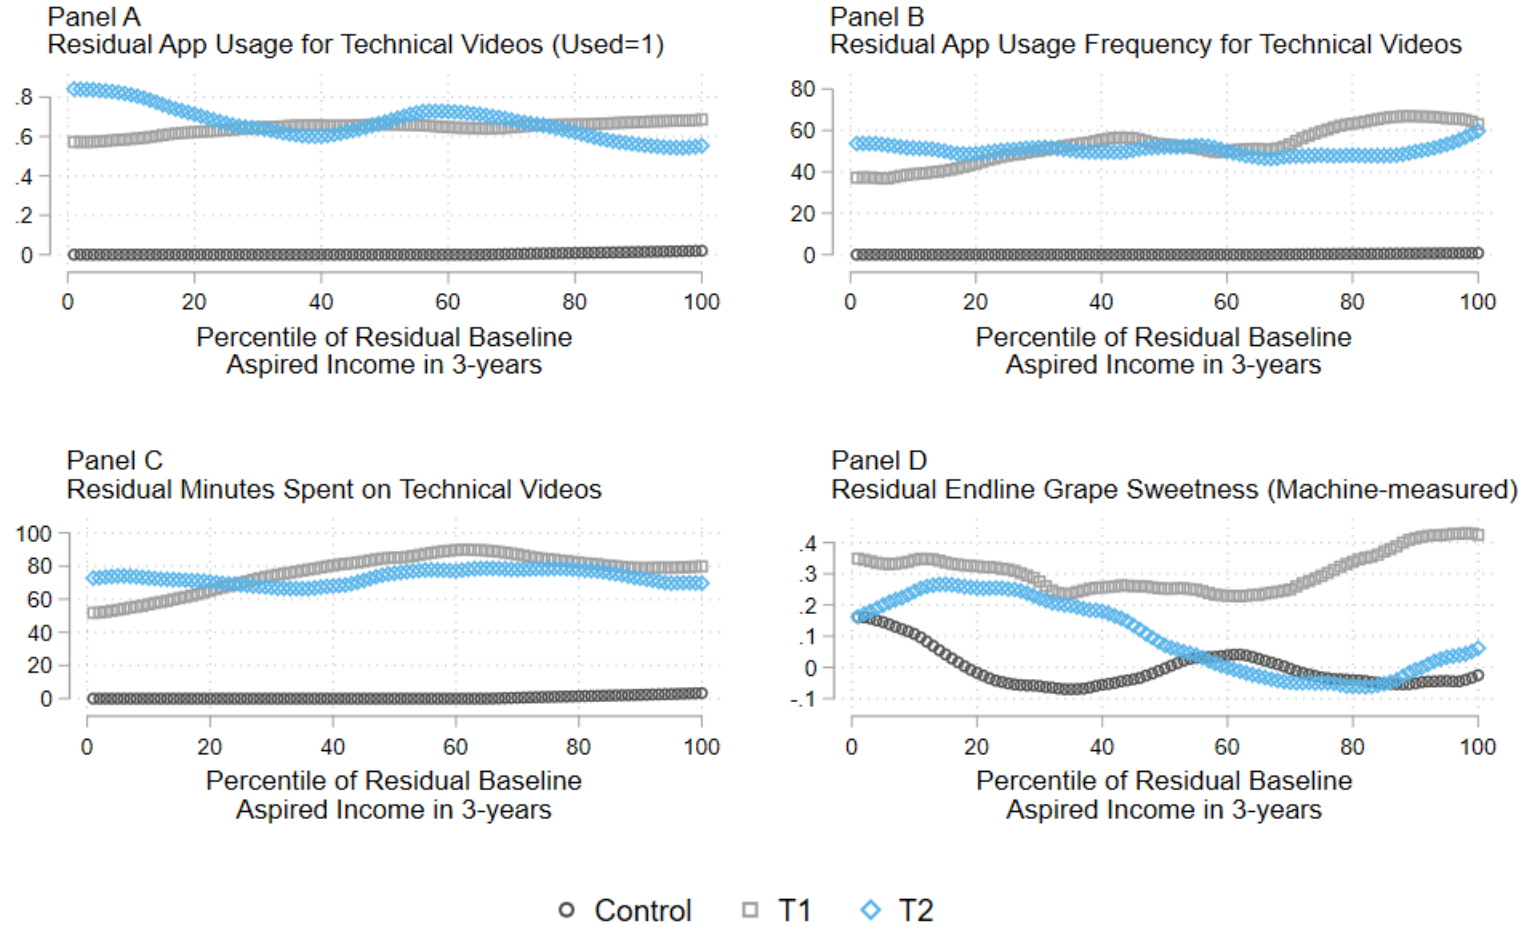 Panel A
Residual App Usage for Technical Videos (Used=1)
.8
.6
.4
.2
0
0 20 40 60 80 100
Percentile of Residual Baseline
Aspired Income in 3-years
Panel B
Residual App Usage Frequency for Technical Videos
80
60
40
20
0
0 20 40 60 80 100
Percentile of Residual Baseline
Aspired Income in 3-years
Panel C
Residual Minutes Spent on Technical Videos
100
80
60
40
20
0
0 20 40 60 80 100
Percentile of Residual Baseline
Aspired Income in 3-years
Panel D
Residual Endline Grape Sweetness (Machine-measured)
.4
.3
.2
.1
0
-.1
0 20 40 60 80 100
Percentile of Residual Baseline
Aspired Income in 3-years
Control T1 T2